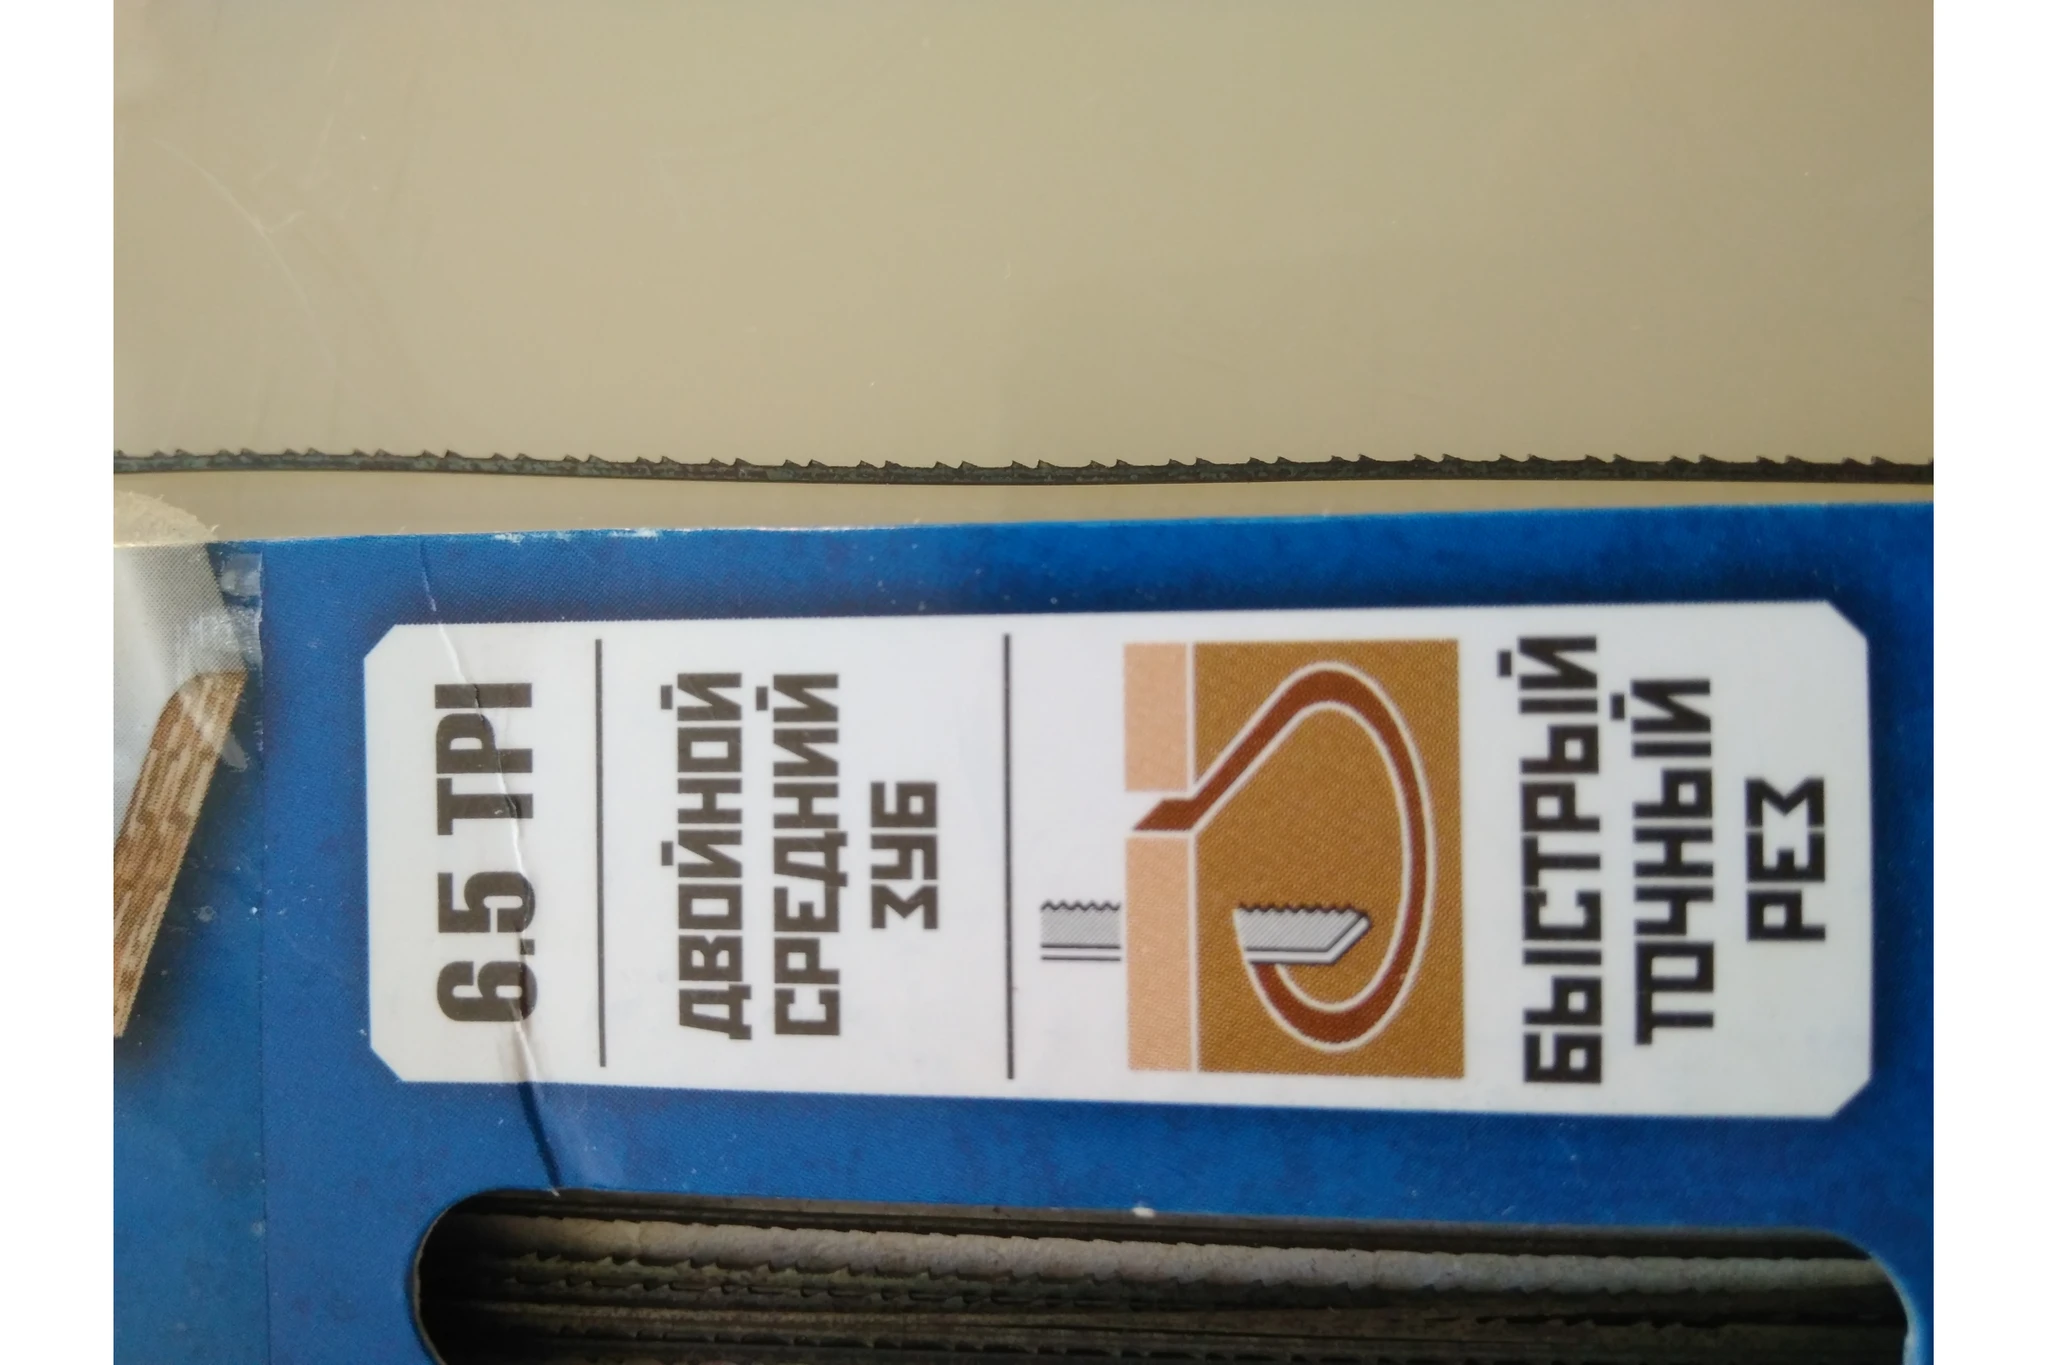 6.5 TPI
ДВОЙНОЙ
СРЕДНИЙ
ЗУБ
БЫСТРЫЙ
ТОЧНЫЙ
РЕЗ